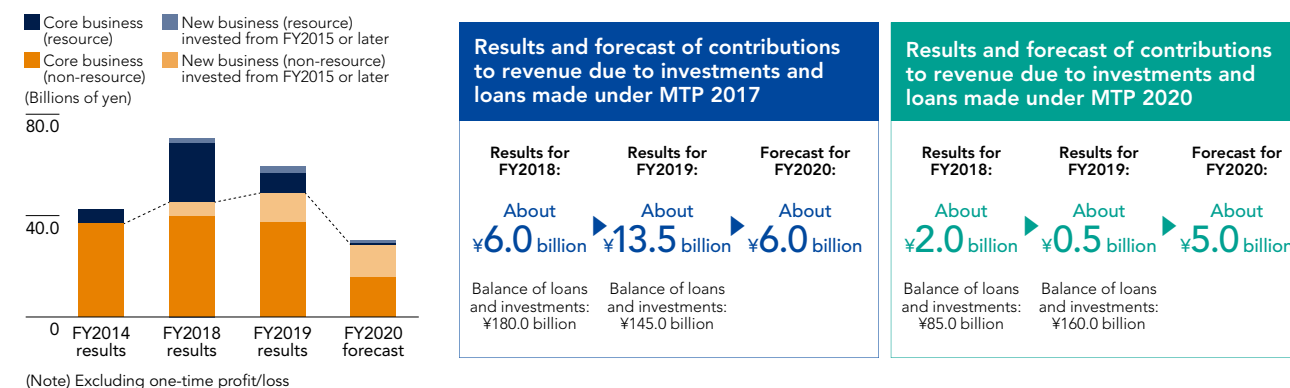 Core business
(resource)
New business (resource)
invested from FY2015 or later
Core business
(non-resource)
New business (non-resource)
invested from FY2015 or later
(Billions of yen)
80.0
40.0
0
FY2014
results
FY2018
results
FY2019
results
FY2020
forecast
(Note) Excluding one-time profit/loss
Results and forecast of contributions
to revenue due to investments and
loans made under MTP 2017
Results for
FY2018:
About
¥6.0 billion
Balance of loans
and investments:
¥180.0 billion
Results for
FY2019:
About
¥13.5 billion
Balance of loans
and investments:
¥145.0 billion
Forecast for
FY2020:
About
¥6.0 billion
Results and forecast of contributions
to revenue due to investments and
loans made under MTP 2020
Results for
FY2018:
About
¥2.0 billion
Balance of loans
and investments:
¥85.0 billion
Results for
FY2019:
About
¥0.5 billion
Balance of loans
and investments:
¥160.0 billion
Forecast for
FY2020:
About
¥5.0 billion